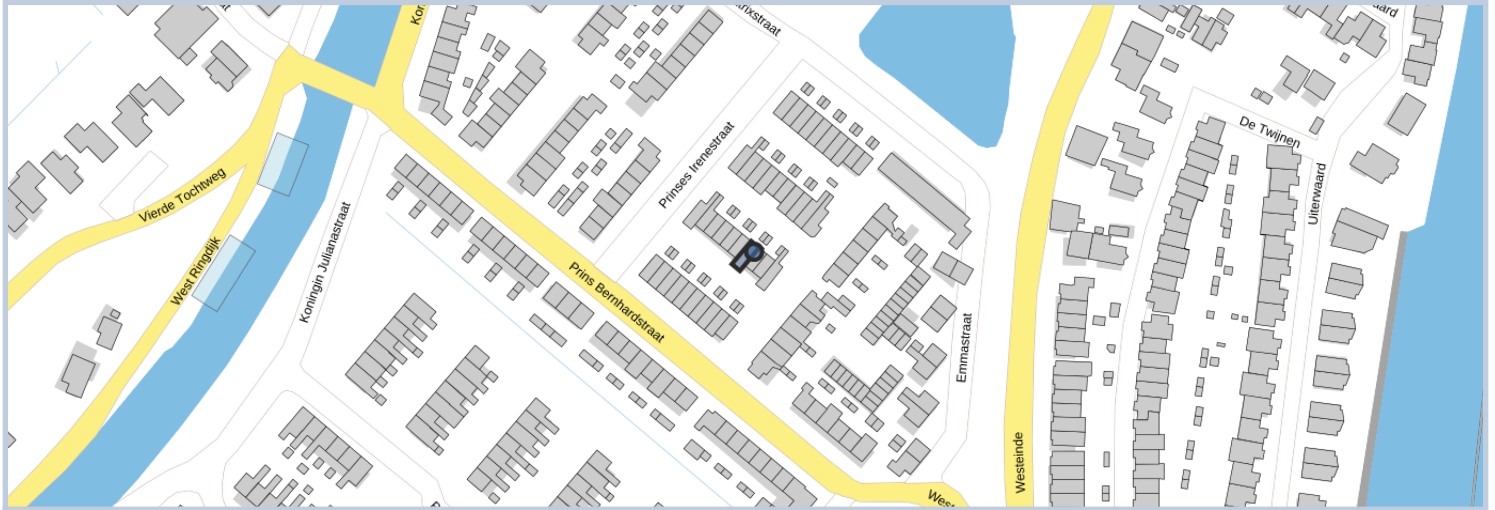 De Twijnen
Prinses Irenestraat
Vierde Tochtweg
Uiterwaard
West Ringdijk
Koningin Julianastraat
Prins Bernhardstraat
Emmastraat
Westeinde